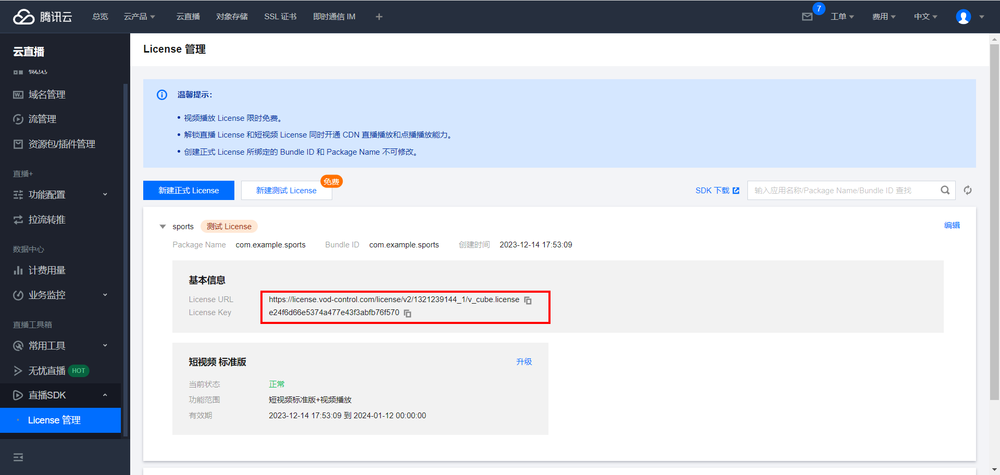 腾讯云
总览
云产品
云直播
对象存储
SSL 证书
即时通信 IM
7
工单
费用
中文
云直播
概览
域名管理
流管理
资源包/插件管理
直播+
功能配置
拉流转推
数据中心
计费用量
业务监控
直播工具箱
常用工具
无忧直播 HOT
直播SDK
License 管理
License 管理
温馨提示：
• 视频播放 License 限时免费。
• 解锁直播 License 和短视频 License 同时开通 CDN 直播播放和点播播放能力。
• 创建正式 License 所绑定的 Bundle ID 和 Package Name 不可修改。
新建正式 License
新建测试 License
免费
SDK 下载
输入应用名称/Package Name/Bundle ID 查找
sports 测试 License
编辑
Package Name com.example.sports Bundle ID com.example.sports 创建时间 2023-12-14 17:53:09
基本信息
License URL https://license.vod-control.com/license/v2/1321239144_1/v_cube.license
License Key e24f6d66e5374a477e43f3abfb76f570
短视频 标准版
升级
当前状态 正常
功能范围 短视频标准版+视频播放
有效期 2023-12-14 17:53:09 到 2024-01-12 00:00:00